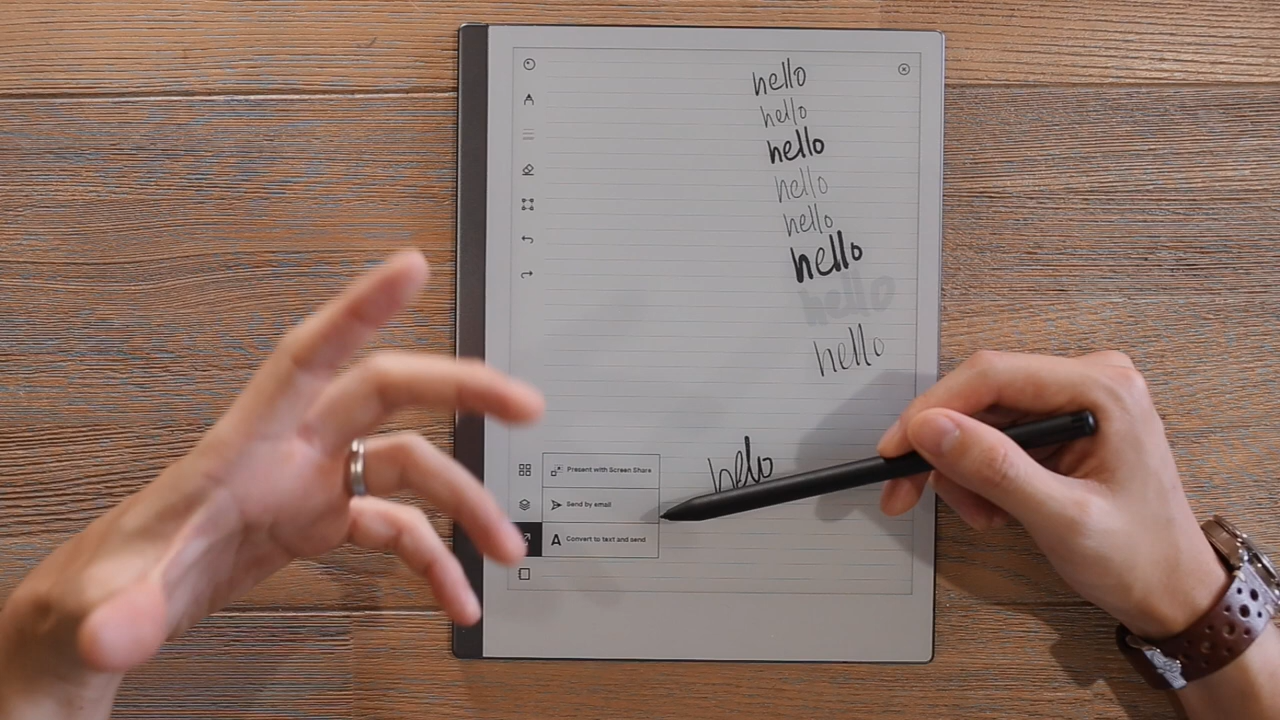 hello
hello
hello
hello
hello
hello
hello
hello
hello
Present with Screen Share
Send by email
A Convert to text and send